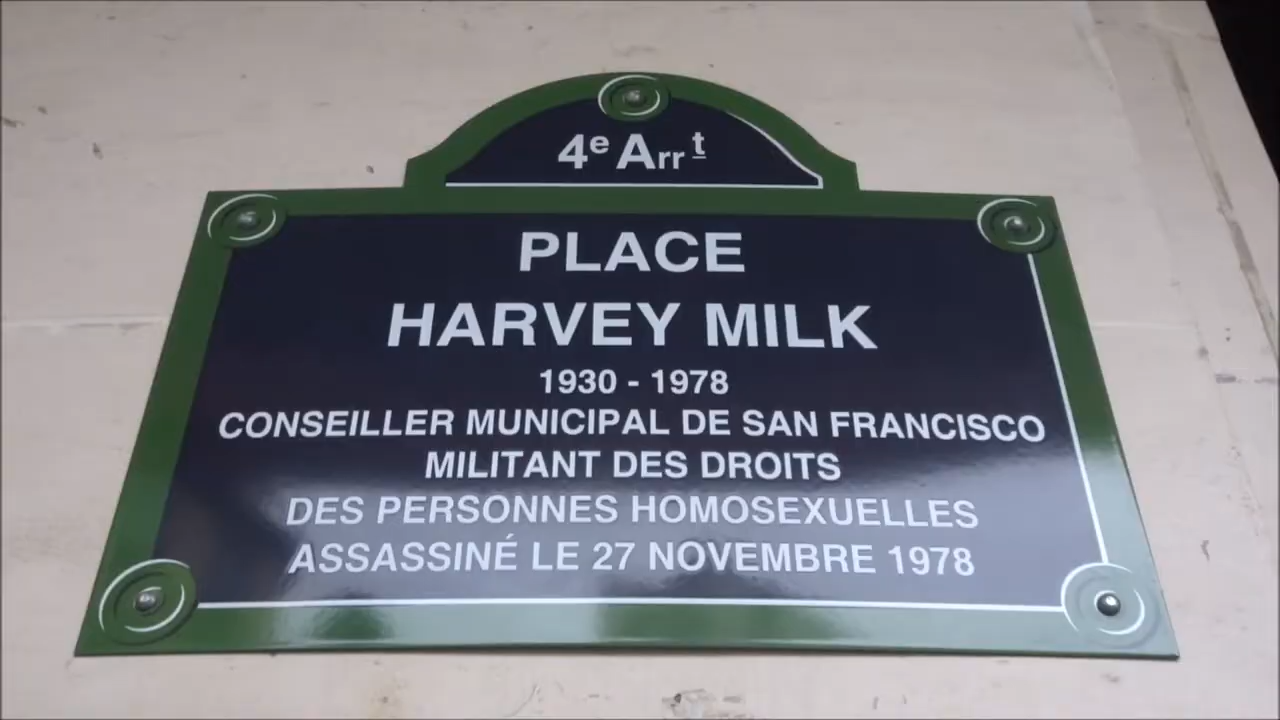 4e Arrt
PLACE
HARVEY MILK
1930 - 1978
CONSEILLER MUNICIPAL DE SAN FRANCISCO
MILITANT DES DROITS
DES PERSONNES HOMOSEXUELLES
ASSASSINÉ LE 27 NOVEMBRE 1978